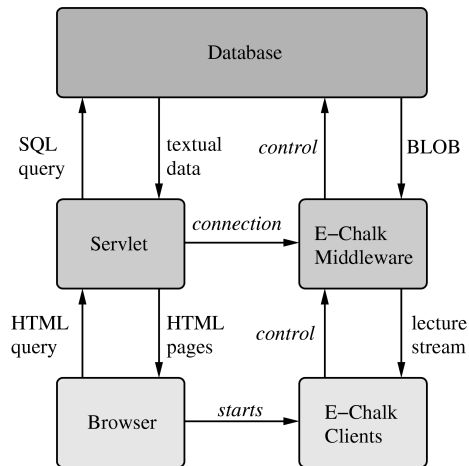 Database
SQL
query
textual
data
control
BLOB
Servlet
connection
E−Chalk
Middleware
HTML
query
HTML
pages
control
lecture
stream
Browser
starts
E−Chalk
Clients